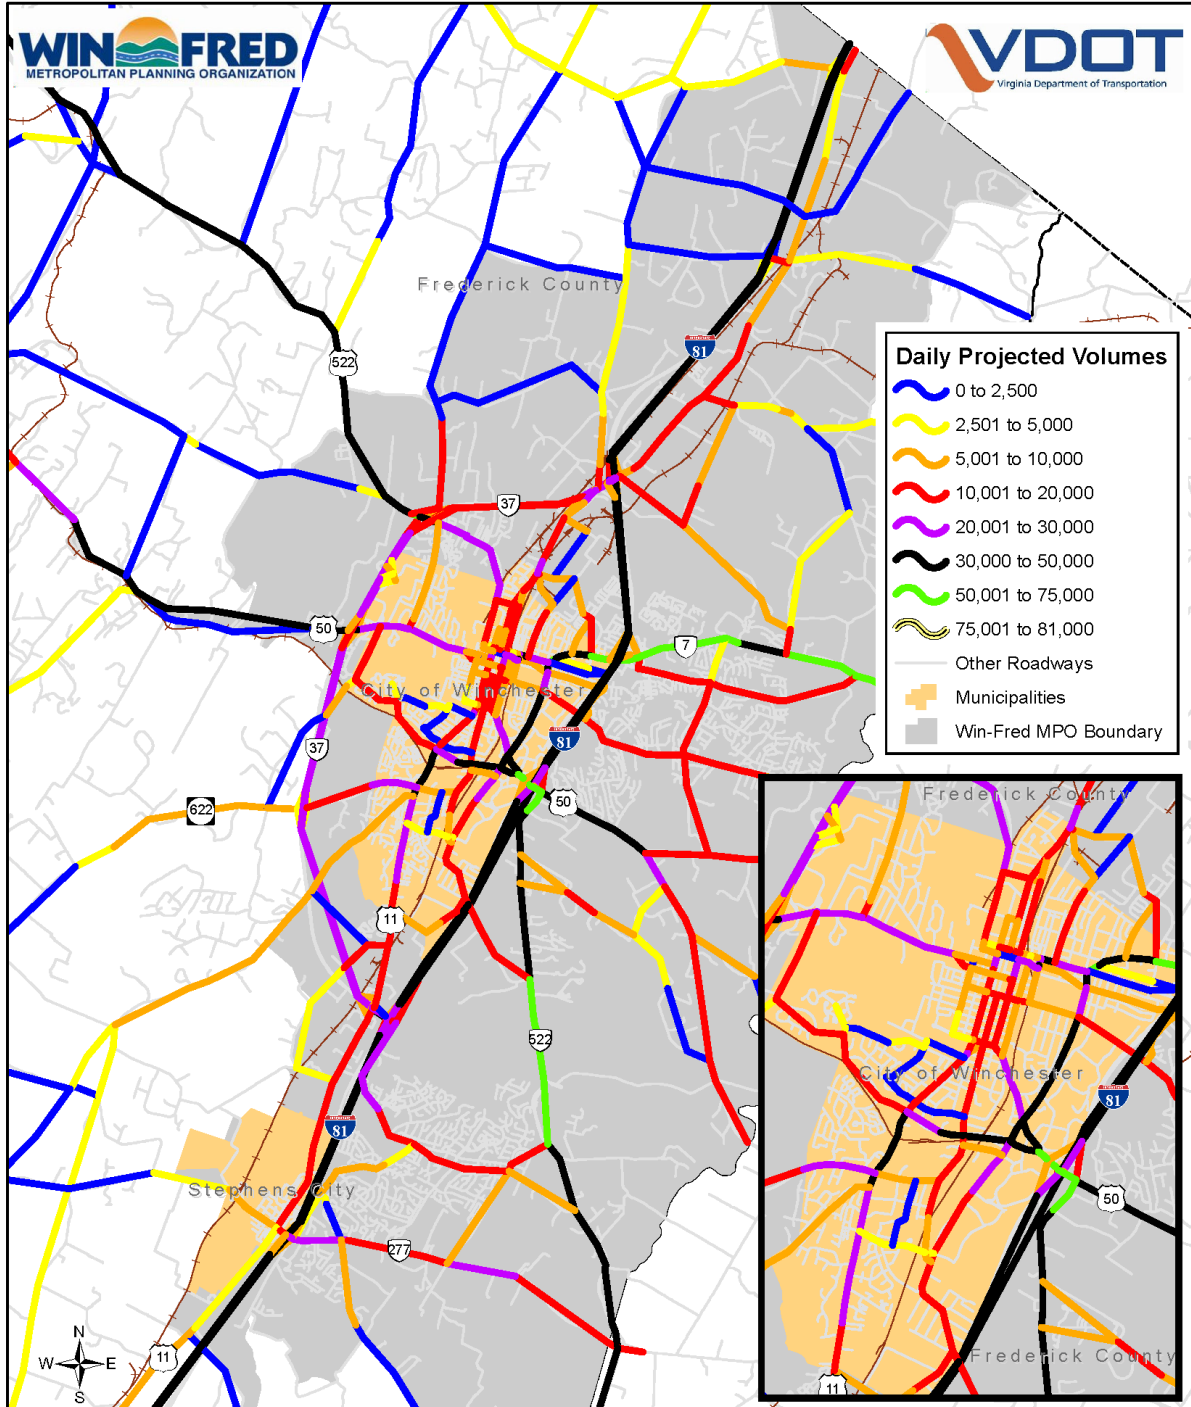 WIN FRED
METROPOLITAN PLANNING ORGANIZATION
VDOT
Virginia Department of Transportation
Frederick County
81
522
Daily Projected Volumes
0 to 2,500
2,501 to 5,000
5,001 to 10,000
10,001 to 20,000
20,001 to 30,000
30,000 to 50,000
50,001 to 75,000
75,001 to 81,000
Other Roadways
Municipalities
Win-Fred MPO Boundary
37
50
7
City of Winchester
37
81
622
50
11
522
81
Stephens City
277
11
N
W E
S
Frederick County
City of Winchester
81
50
Frederick County
11